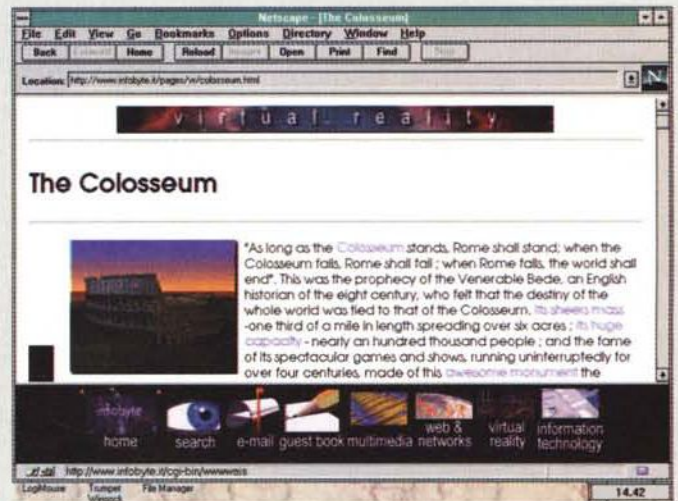 Netscape - [The Colosseum]
File Edit View Go Bookmarks Options Directory Window Help
Back Forward Home Reload Images Open Print Find Stop
Location: http://www.infobyte.it/pages/vr/colosseum.html
N
virtual reality
The Colosseum
"As long as the Colosseum stands, Rome shall stand; when the
Colosseum falls, Rome shall fall ; when Rome falls, the world shall
end". This was the prophecy of the Venerable Bede, an English
historian of the eight century, who felt that the destiny of the
whole world was tied to that of the Colosseum. Its sheers mass
-one third of a mile in length spreading over six acres ; its huge
capacity - nearly an hundred thousand people ; and the fame
of its spectacular games and shows, running uninterruptedly for
over four centuries, made of this awesome monument the
infobyte
home search e-mail guest book multimedia web & networks virtual reality information technology
http://www.infobyte.it/cgi-bin/wwwwais
LogiMouse Trumpet Winsock File Manager
14.42